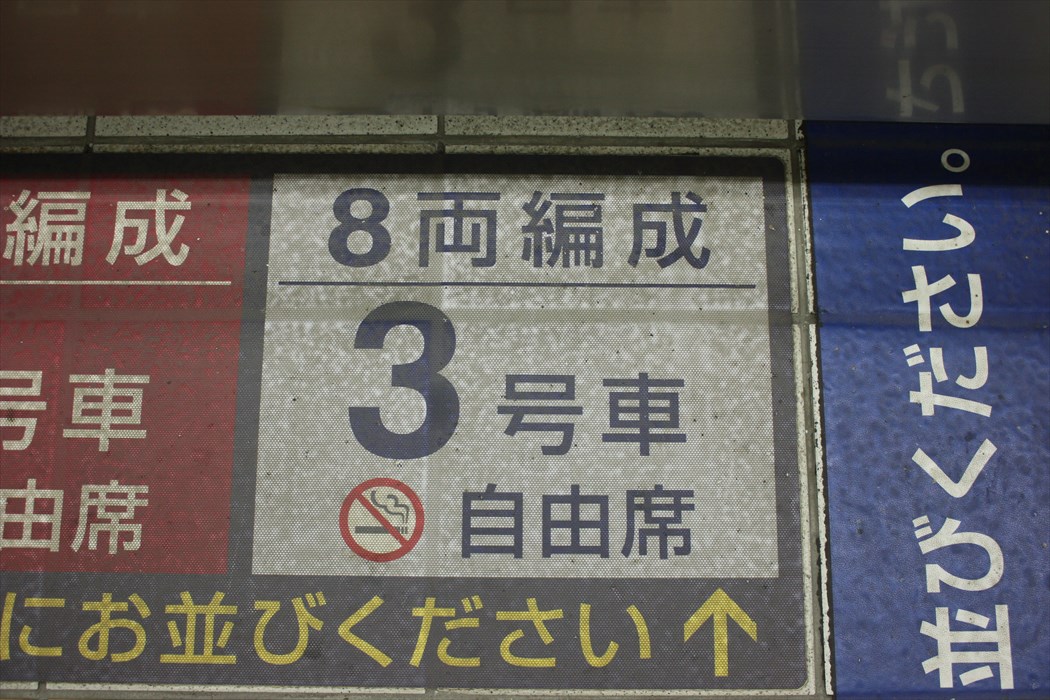 編成
号車
由席
8両編成
3号車
自由席
にお並びください
並びください。